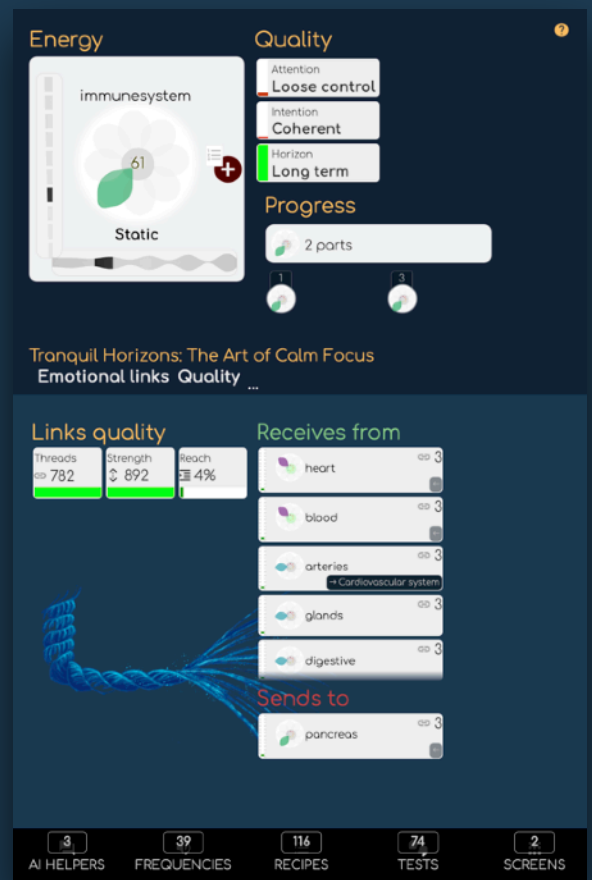 Energy
Quality
?
immunesystem
61
Static
Attention
Loose control
Intention
Coherent
Horizon
Long term
Progress
2 parts
1
3
Tranquil Horizons: The Art of Calm Focus
Emotional links Quality ...
Links quality
Threads
782
Strength
892
Reach
4%
Receives from
heart
3
blood
3
arteries
3
→ Cardiovascular system
glands
3
digestive
3
Sends to
pancreas
3
3
AI HELPERS
39
FREQUENCIES
116
RECIPES
74
TESTS
2
SCREENS